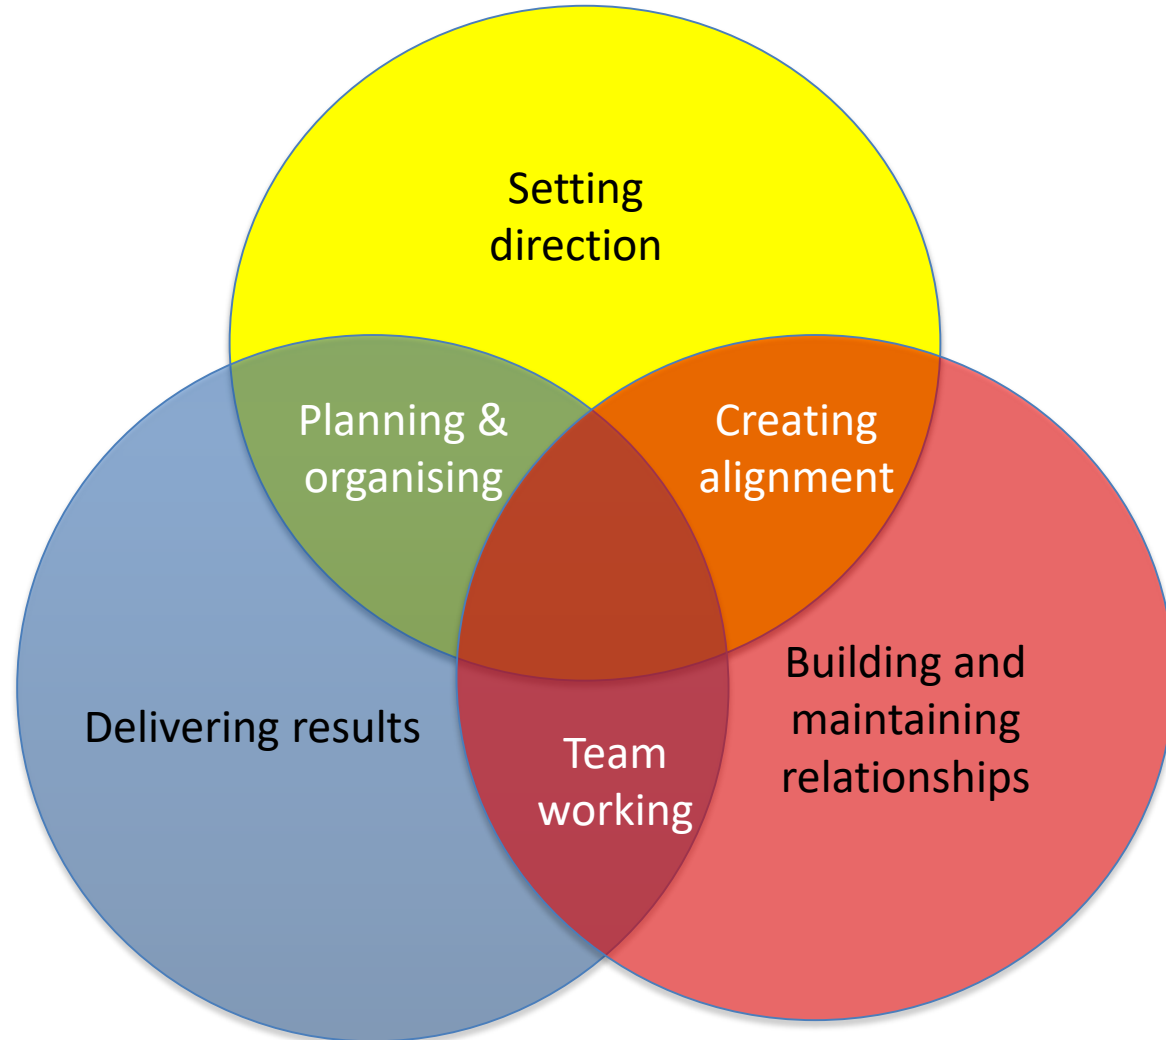 Setting
direction
Planning &
organising
Creating
alignment
Delivering results
Building and
maintaining
relationships
Team
working